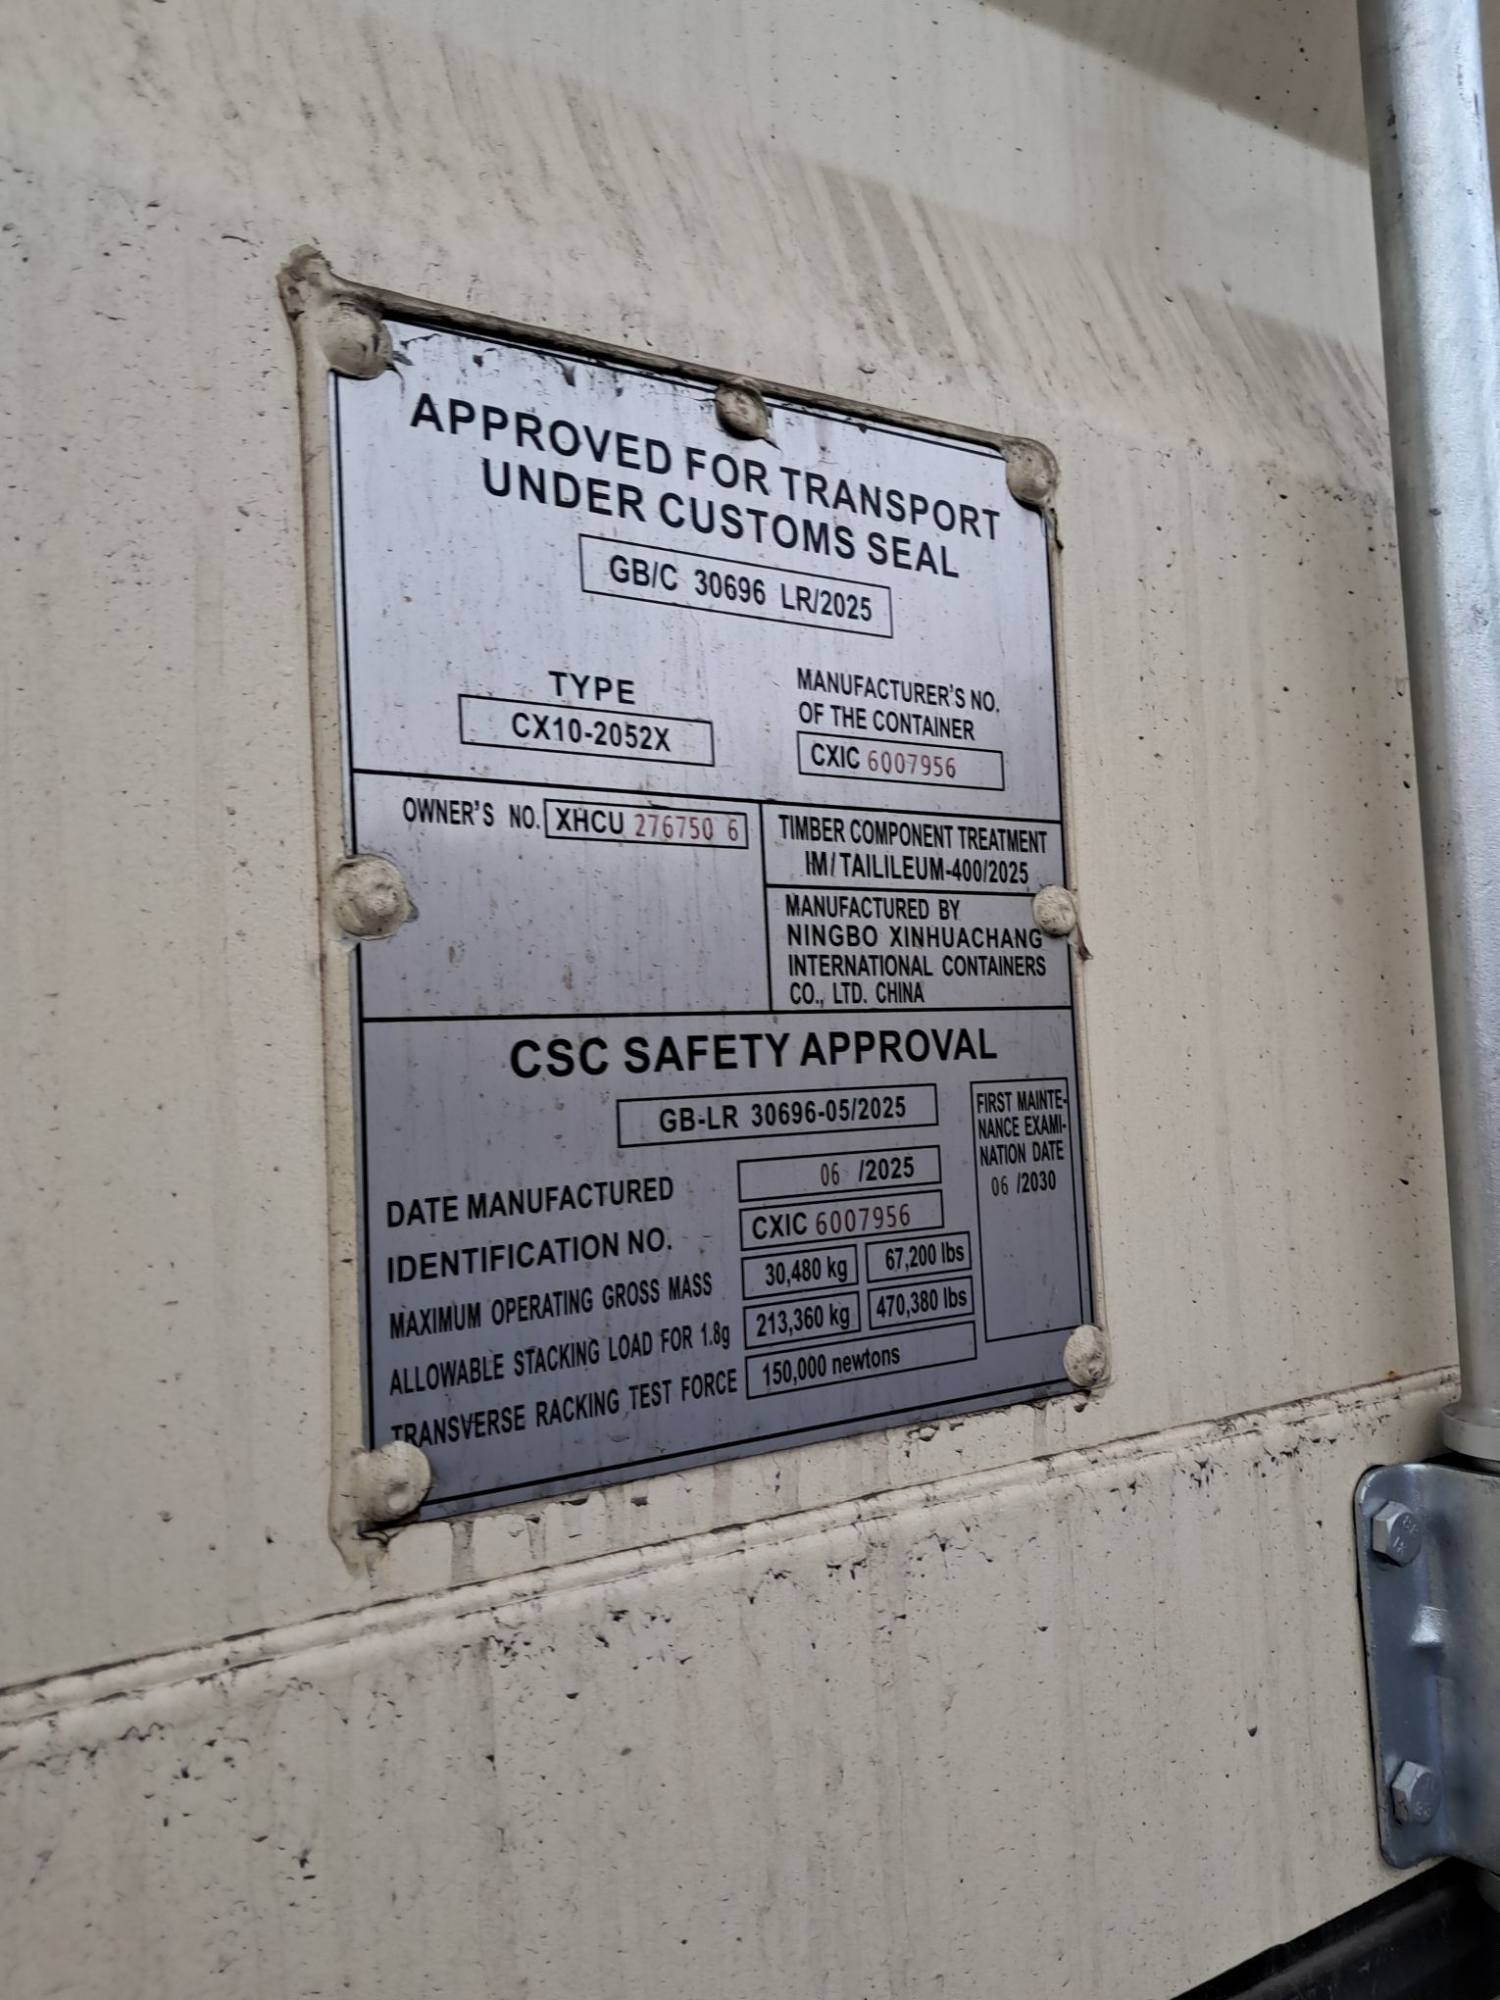 APPROVED FOR TRANSPORT
UNDER CUSTOMS SEAL
GB/C 30696 LR/2025
TYPE
CX10-2052X
MANUFACTURER'S NO.
OF THE CONTAINER
CXIC 6007956
OWNER'S NO. XHCU 276750 6
TIMBER COMPONENT TREATMENT
IM/TAILILEUM-400/2025
MANUFACTURED BY
NINGBO XINHUACHANG
INTERNATIONAL CONTAINERS
CO., LTD. CHINA
CSC SAFETY APPROVAL
GB-LR 30696-05/2025
DATE MANUFACTURED 06 /2025
IDENTIFICATION NO. CXIC 6007956
MAXIMUM OPERATING GROSS MASS 30,480 kg 67,200 lbs
ALLOWABLE STACKING LOAD FOR 1.8g 213,360 kg 470,380 lbs
TRANSVERSE RACKING TEST FORCE 150,000 newtons
FIRST MAINTE-
NANCE EXAMI-
NATION DATE
06 /2030